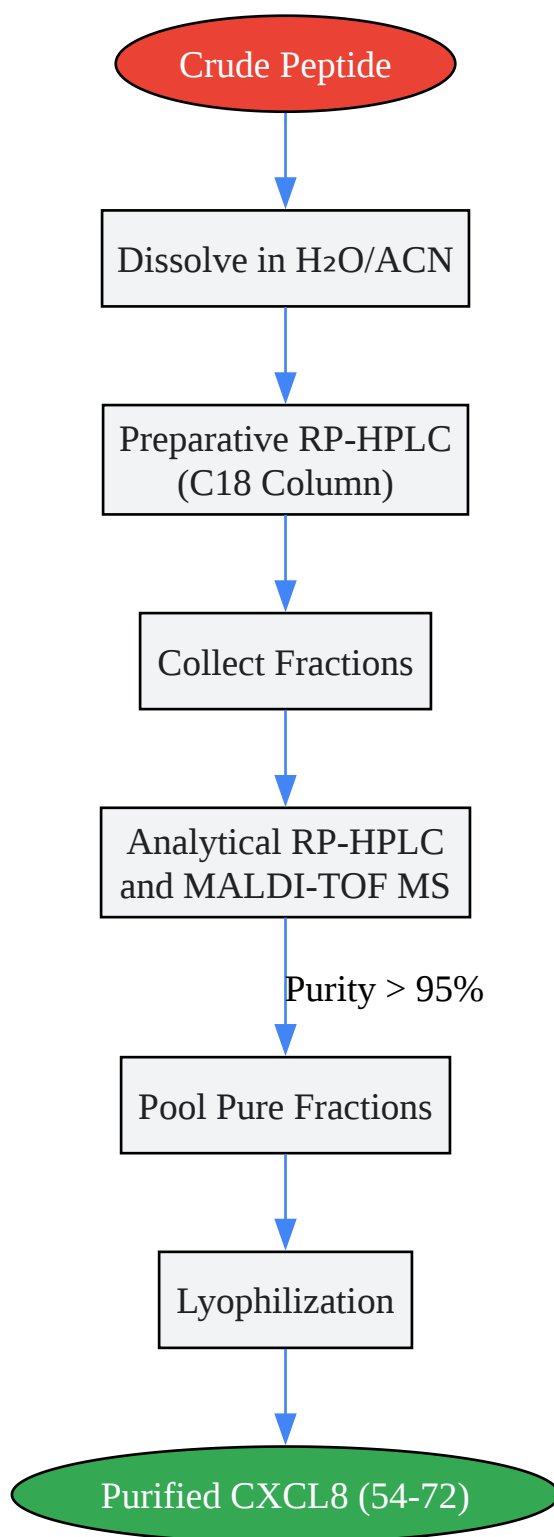 Crude Peptide
Dissolve in H₂O/ACN
Preparative RP-HPLC
(C18 Column)
Collect Fractions
Analytical RP-HPLC
and MALDI-TOF MS
Purity > 95%
Pool Pure Fractions
Lyophilization
Purified CXCL8 (54-72)